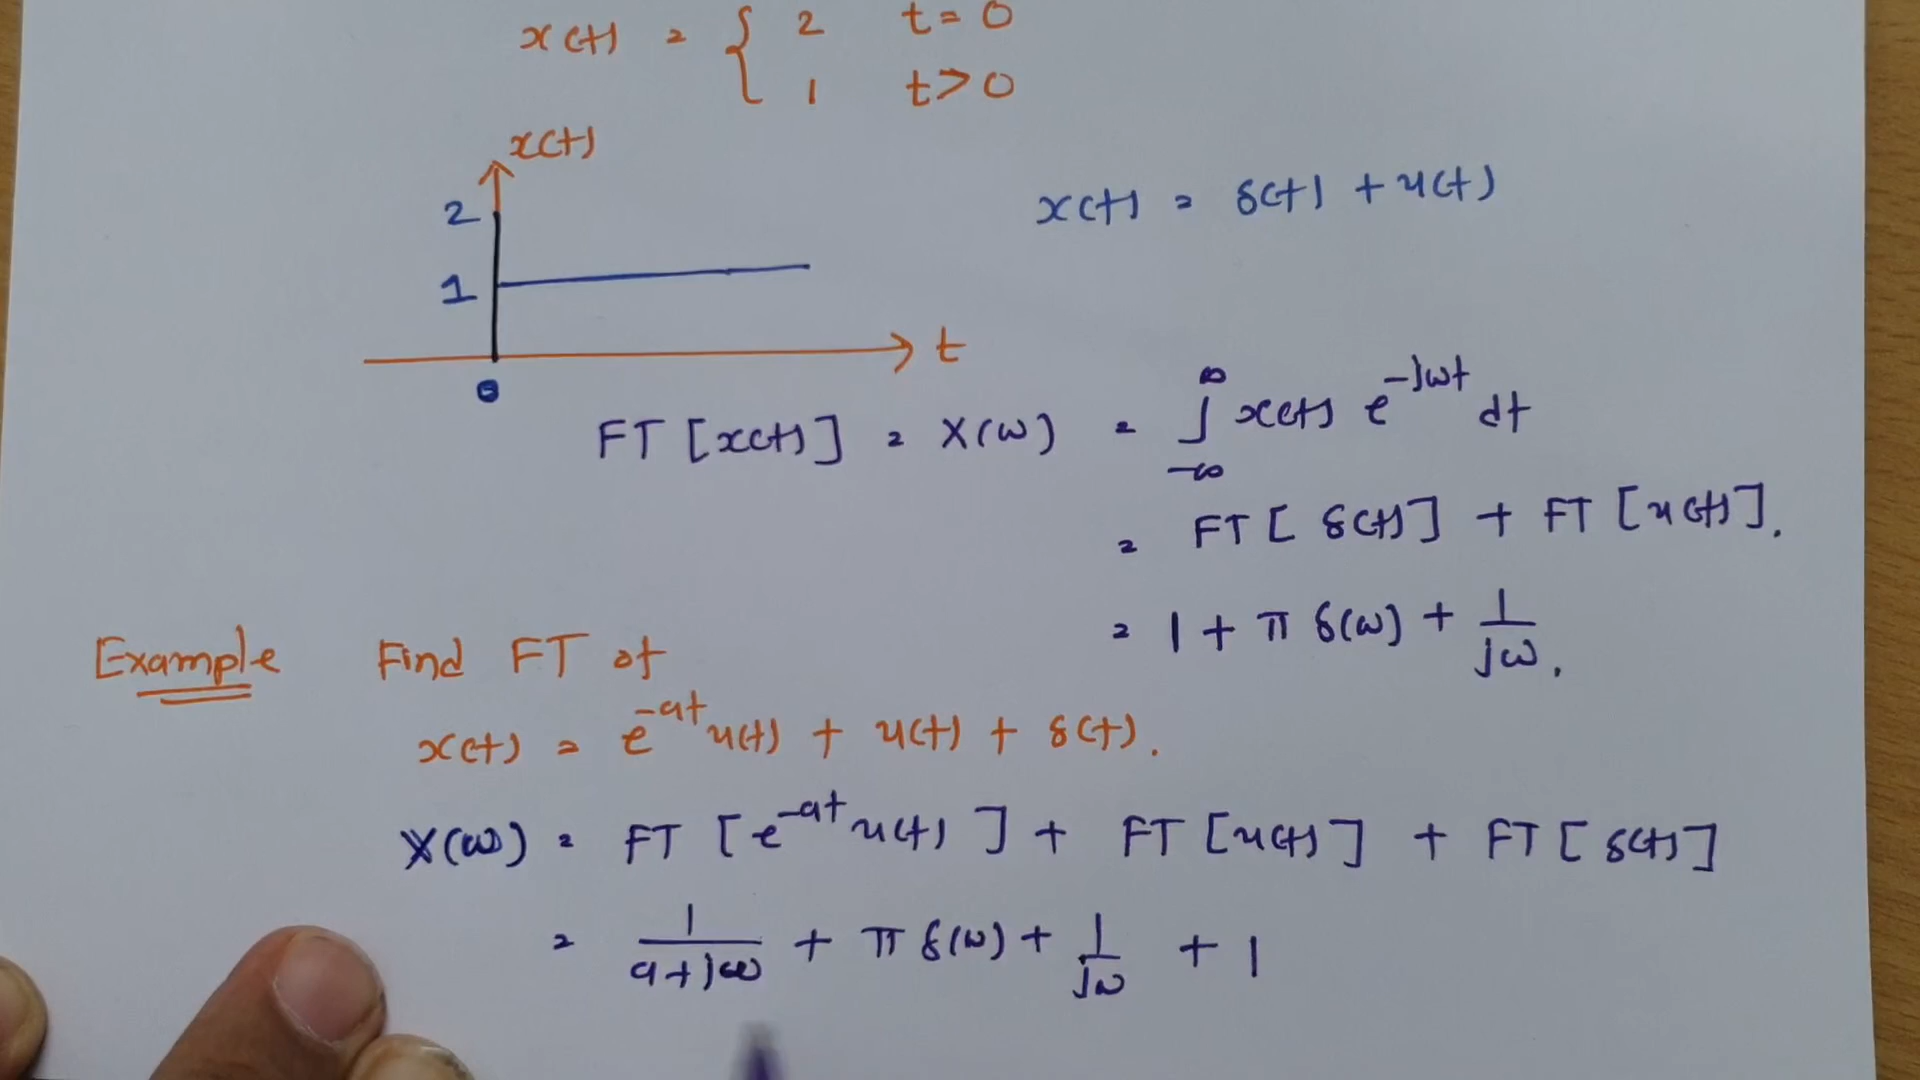 x(t) = { 2 t = 0
1 t > 0
x(t)
2
1
0
t
x(t) = δ(t) + u(t)
FT [x(t)] = X(ω) = ∫_{-∞}^{∞} x(t) e^{-jωt} dt
= FT [ δ(t) ] + FT [u(t)].
= 1 + π δ(ω) + 1/jω.
Example Find FT of
x(t) = e^{-at} u(t) + u(t) + δ(t).
X(ω) = FT [e^{-at} u(t) ] + FT [u(t)] + FT [ δ(t)]
= 1/(a+jω) + π δ(ω) + 1/jω + 1